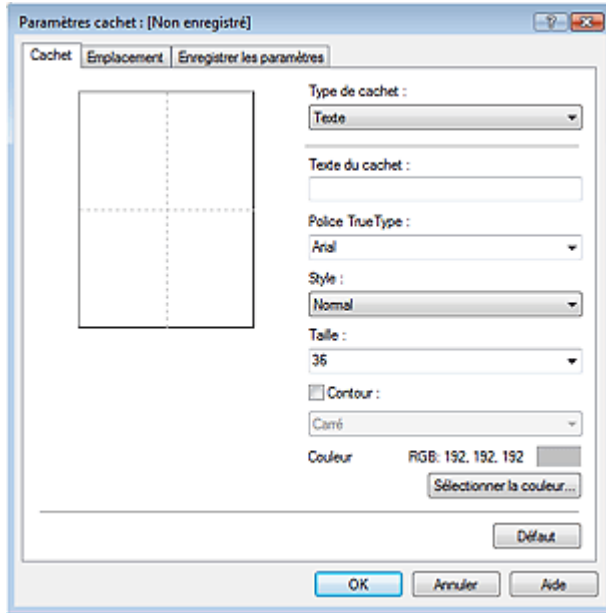 Paramètres cachet : [Non enregistré]
Cachet Emplacement Enregistrer les paramètres
Type de cachet :
Texte
Texte du cachet :
Police TrueType :
Arial
Style :
Normal
Taille :
36
Contour :
Carré
Couleur RGB: 192, 192, 192
Sélectionner la couleur...
Défaut
OK Annuler Aide